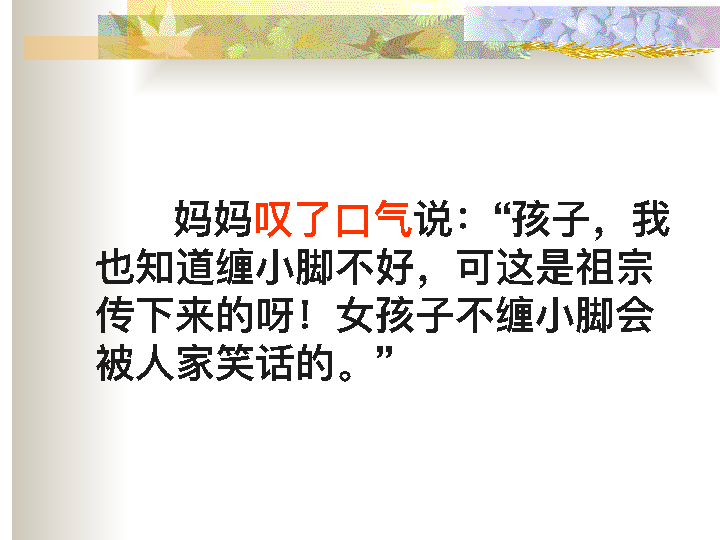 妈妈叹了口气说：“孩子，我
也知道缠小脚不好，可这是祖宗
传下来的呀！女孩子不缠小脚会
被人家笑话的。”